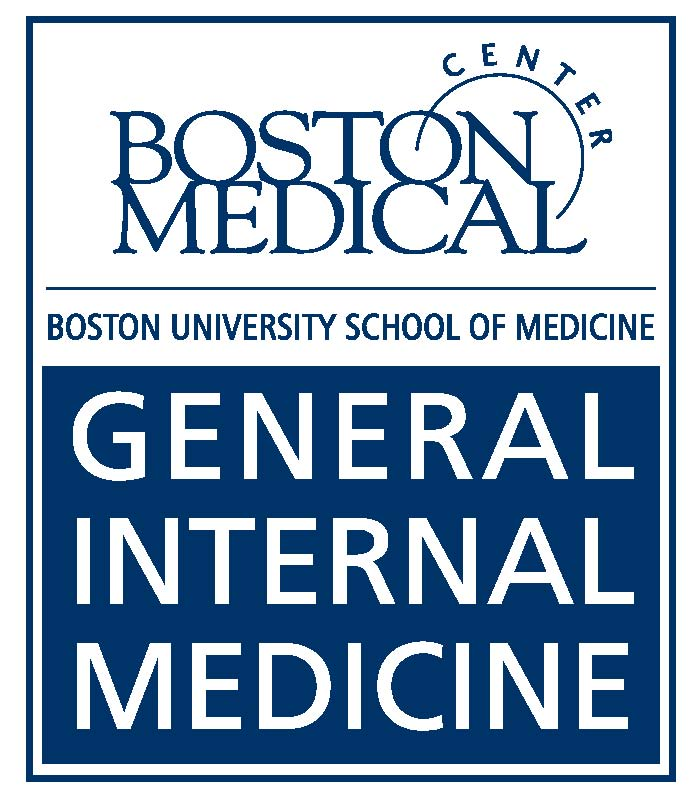 BOSTON
MEDICAL
CENTER
BOSTON UNIVERSITY SCHOOL OF MEDICINE
GENERAL
INTERNAL
MEDICINE